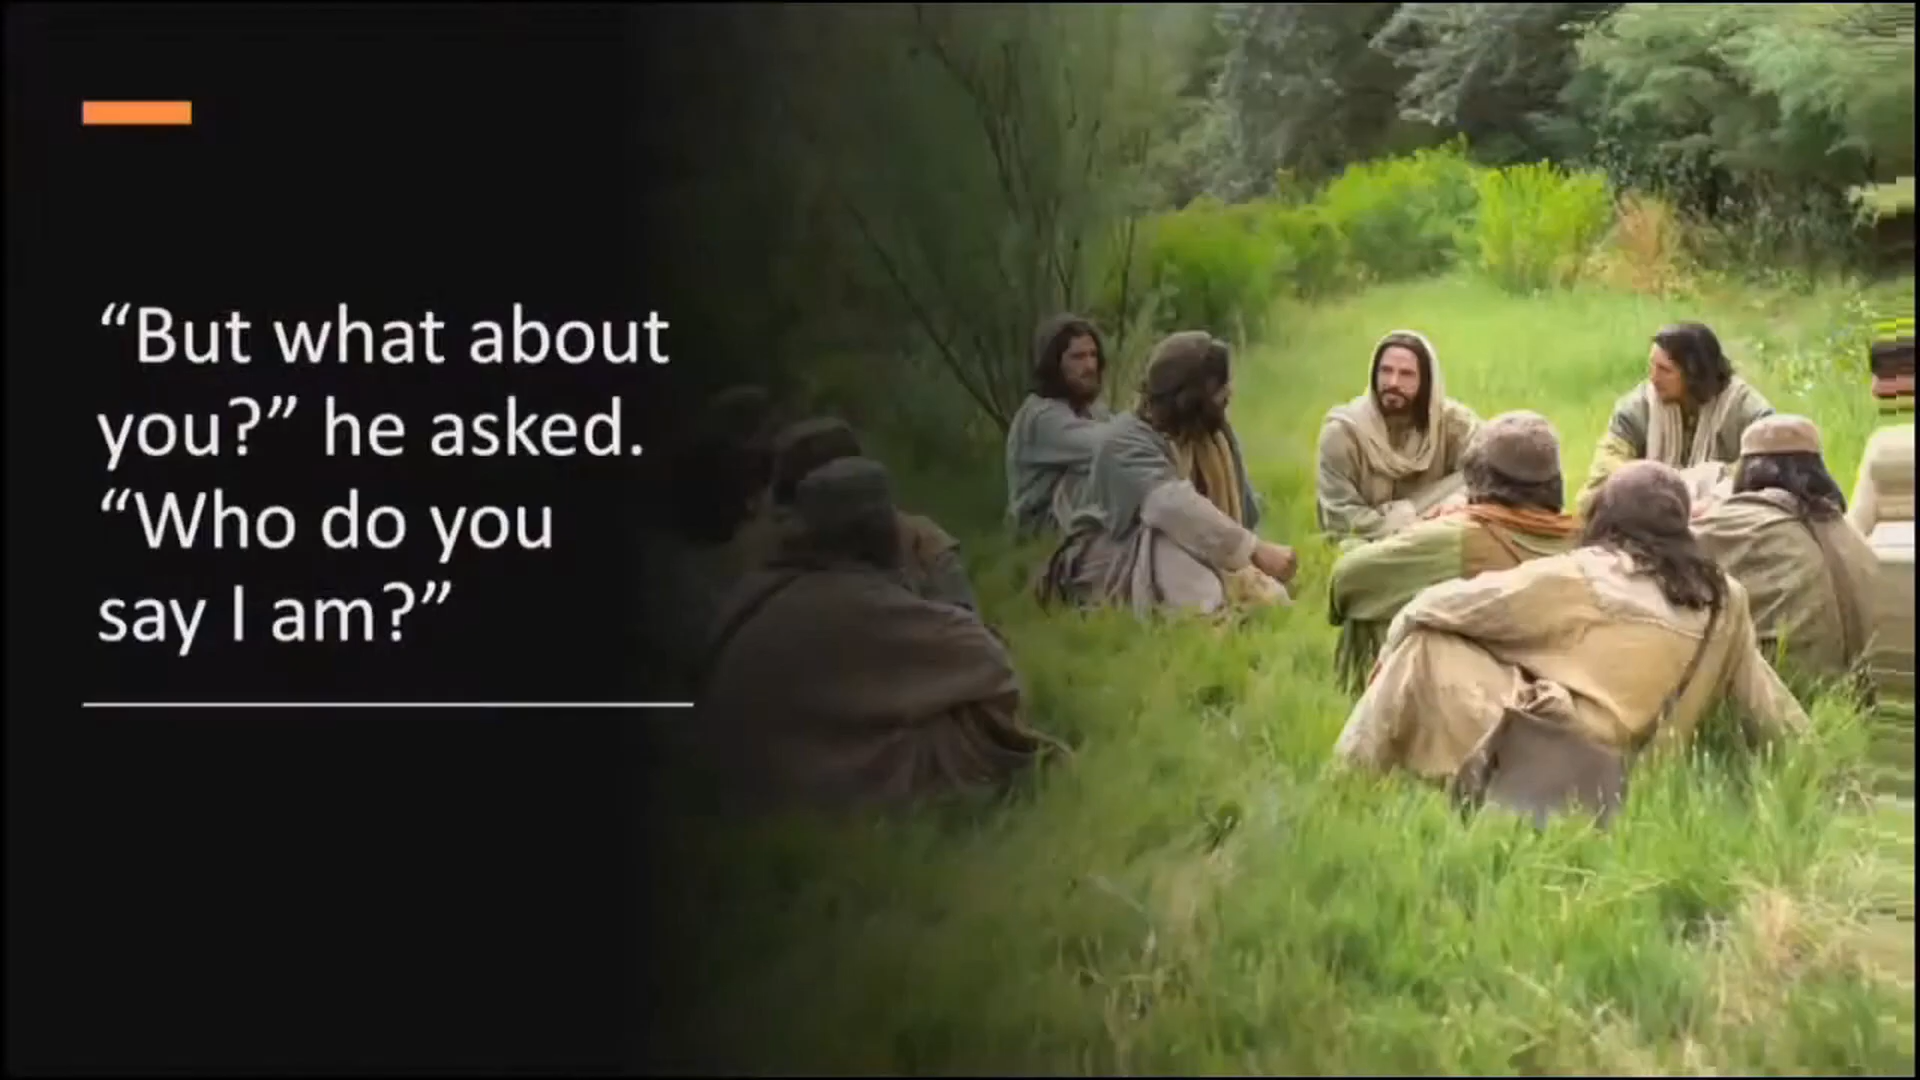 “But what about
you?” he asked.
“Who do you
say I am?”